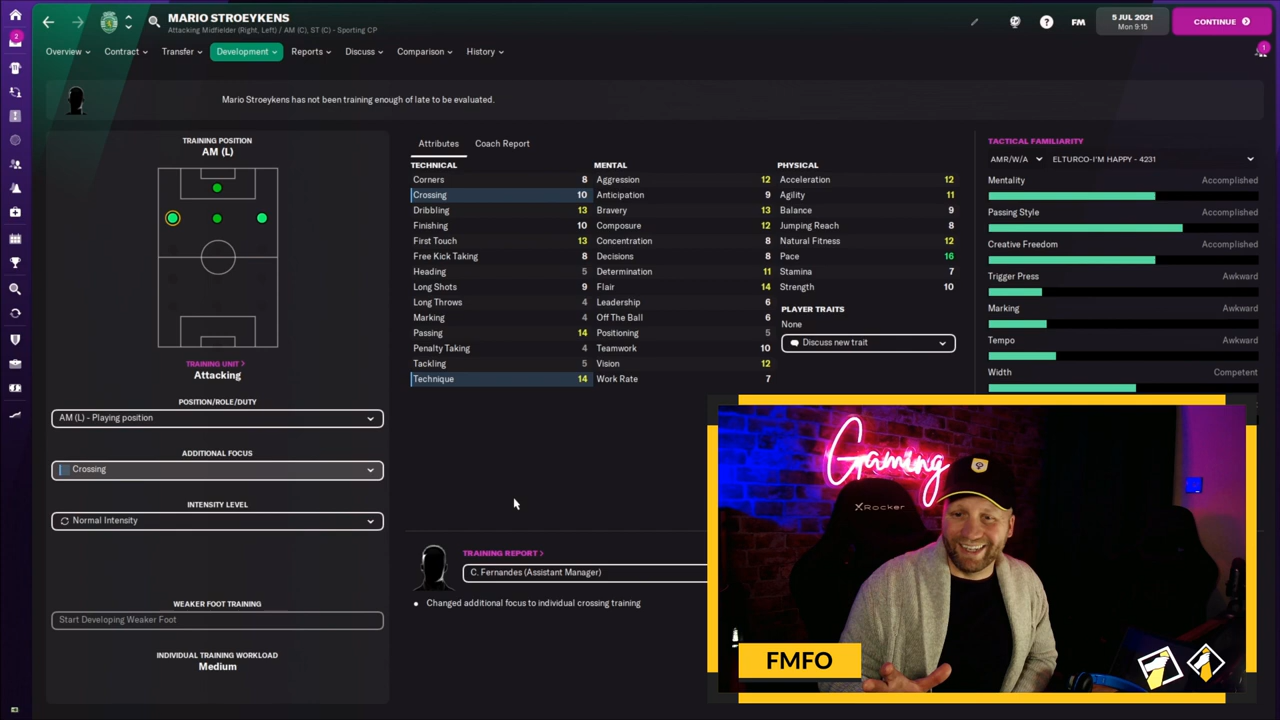 MARIO STROEYKENS
Attacking Midfielder (Right, Left) / AM (C), ST (C) - Sporting CP
FM
5 JUL 2021
Mon 9:15
CONTINUE
2
1
Overview
Contract
Transfer
Development
Reports
Discuss
Comparison
History
Mario Stroeykens has not been training enough of late to be evaluated.
TRAINING POSITION
AM (L)
TRAINING UNIT >
Attacking
POSITION/ROLE/DUTY
AM (L) - Playing position
ADDITIONAL FOCUS
Crossing
INTENSITY LEVEL
Normal Intensity
WEAKER FOOT TRAINING
Start Developing Weaker Foot
INDIVIDUAL TRAINING WORKLOAD
Medium
Attributes
Coach Report
TECHNICAL
Corners 8
Crossing 10
Dribbling 13
Finishing 10
First Touch 13
Free Kick Taking 8
Heading 5
Long Shots 9
Long Throws 4
Marking 4
Passing 14
Penalty Taking 4
Tackling 5
Technique 14
MENTAL
Aggression 12
Anticipation 9
Bravery 13
Composure 12
Concentration 8
Decisions 8
Determination 11
Flair 14
Leadership 6
Off The Ball 6
Positioning 5
Teamwork 10
Vision 12
Work Rate 7
PHYSICAL
Acceleration 12
Agility 11
Balance 9
Jumping Reach 8
Natural Fitness 12
Pace 16
Stamina 7
Strength 10
PLAYER TRAITS
None
Discuss new trait
TACTICAL FAMILIARITY
AMR/W/A
ELTURCO-I'M HAPPY - 4231
Mentality Accomplished
Passing Style Accomplished
Creative Freedom Accomplished
Trigger Press Awkward
Marking Awkward
Tempo Awkward
Width Competent
TRAINING REPORT >
C. Fernandes (Assistant Manager)
Changed additional focus to individual crossing training
Gaming
XRocker
FMFO